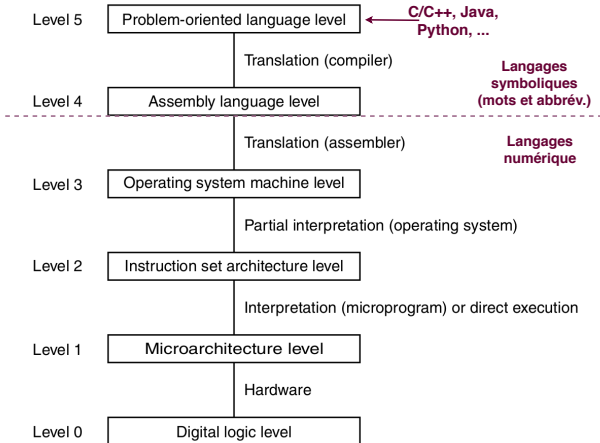 Level 5
Problem-oriented language level
C/C++, Java,
Python, ...
Translation (compiler)
Langages
symboliques
(mots et abbrév.)
Level 4
Assembly language level
Translation (assembler)
Langages
numérique
Level 3
Operating system machine level
Partial interpretation (operating system)
Level 2
Instruction set architecture level
Interpretation (microprogram) or direct execution
Level 1
Microarchitecture level
Hardware
Level 0
Digital logic level